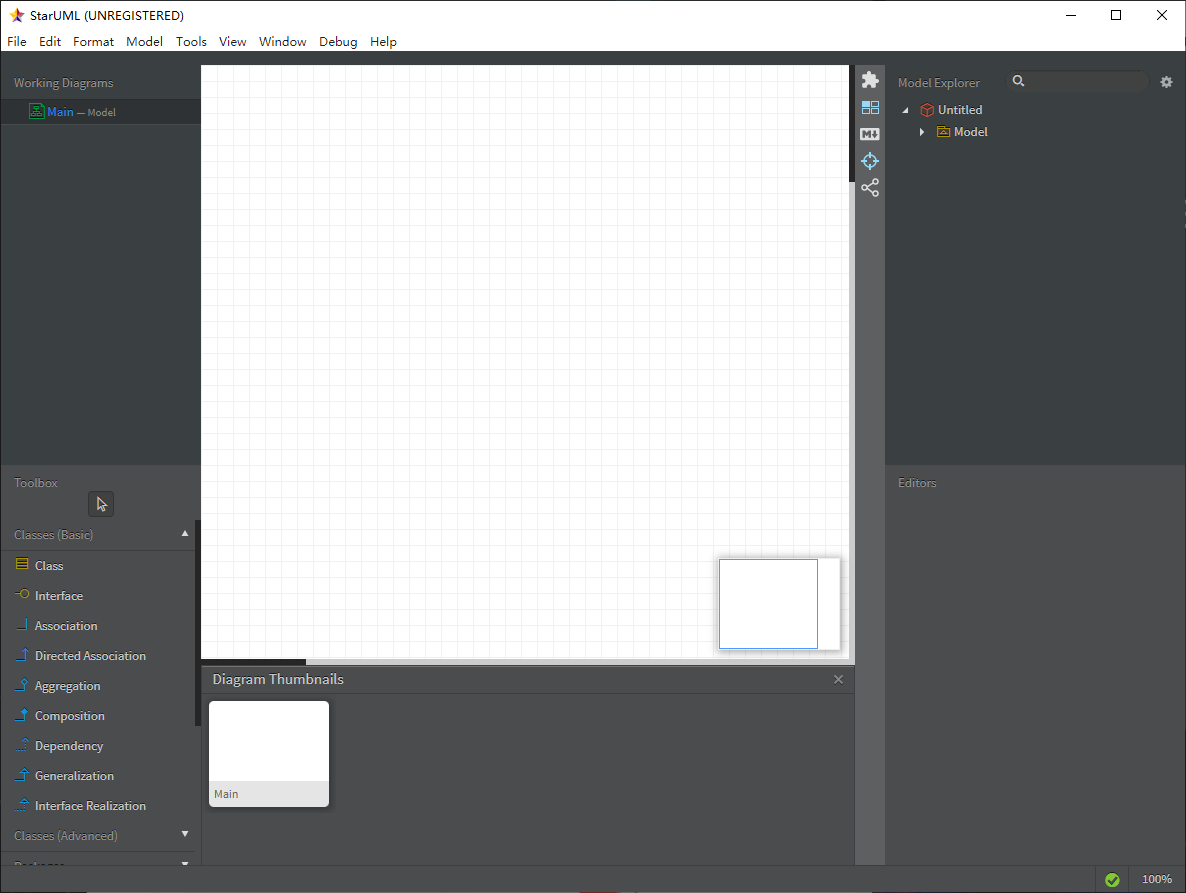 StarUML (UNREGISTERED)
File Edit Format Model Tools View Window Debug Help
Working Diagrams
Main — Model
Toolbox
Classes (Basic)
Class
Interface
Association
Directed Association
Aggregation
Composition
Dependency
Generalization
Interface Realization
Classes (Advanced)
Diagram Thumbnails
Main
M
Model Explorer
Untitled
Model
Editors
100%